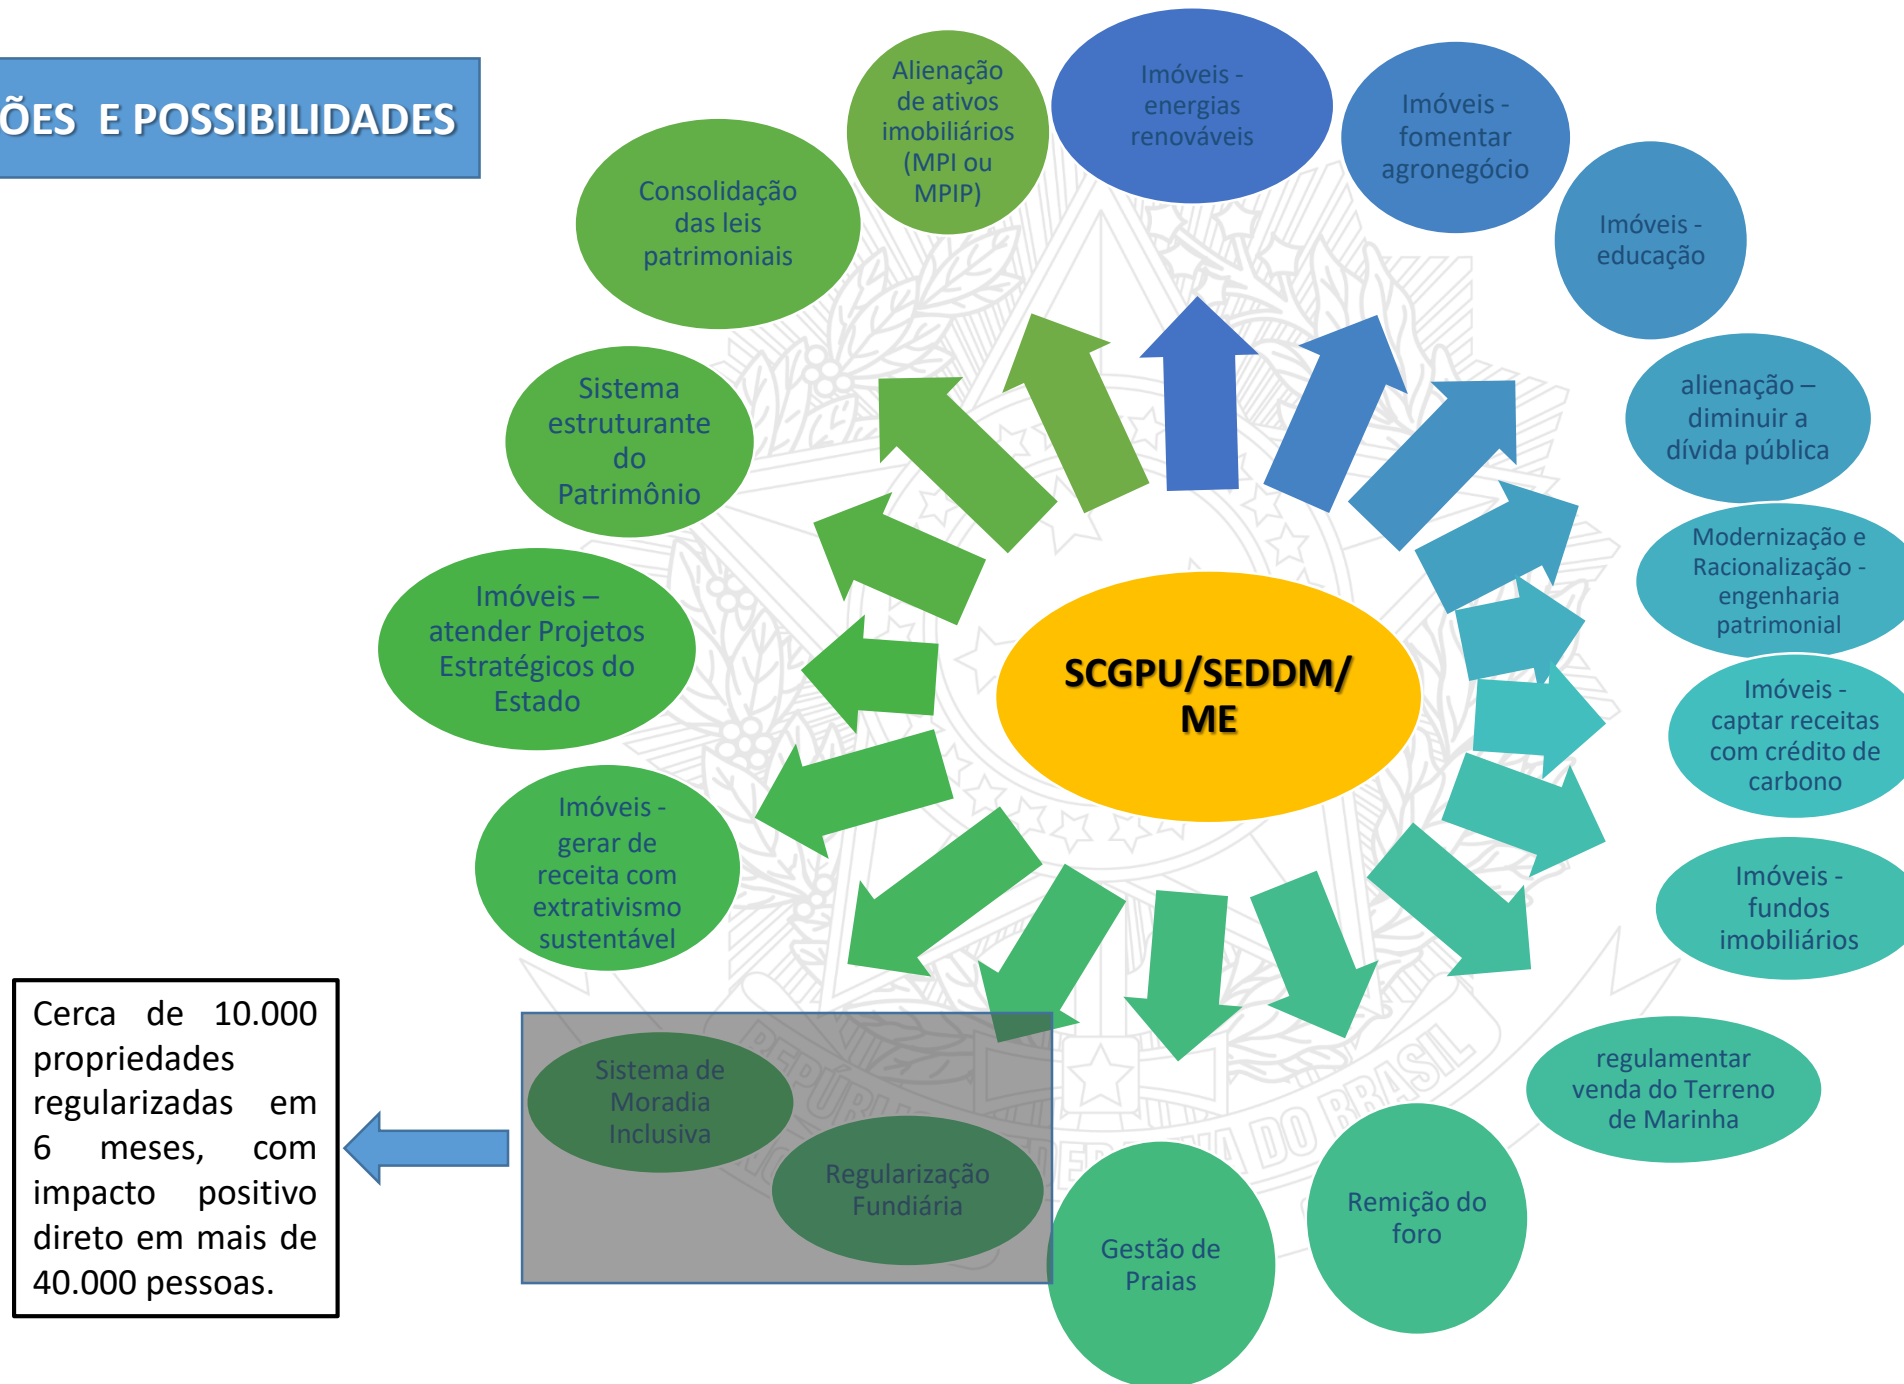 ÕES E POSSIBILIDADES
Alienação
de ativos
imobiliários
(MPI ou
MPIP)
Imóveis -
energias
renováveis
Imóveis -
fomentar
agronegócio
Imóveis -
educação
alienação –
diminuir a
dívida pública
Modernização e
Racionalização -
engenharia
patrimonial
Imóveis -
captar receitas
com crédito de
carbono
Imóveis -
fundos
imobiliários
regulamentar
venda do Terreno
de Marinha
Remição do
foro
Gestão de
Praias
Regularização
Fundiária
Sistema de
Moradia
Inclusiva
Imóveis -
gerar de
receita com
extrativismo
sustentável
Imóveis –
atender Projetos
Estratégicos do
Estado
Sistema
estruturante
do
Patrimônio
Consolidação
das leis
patrimoniais
SCGPU/SEDDM/
ME
Cerca de 10.000
propriedades
regularizadas em
6 meses, com
impacto positivo
direto em mais de
40.000 pessoas.